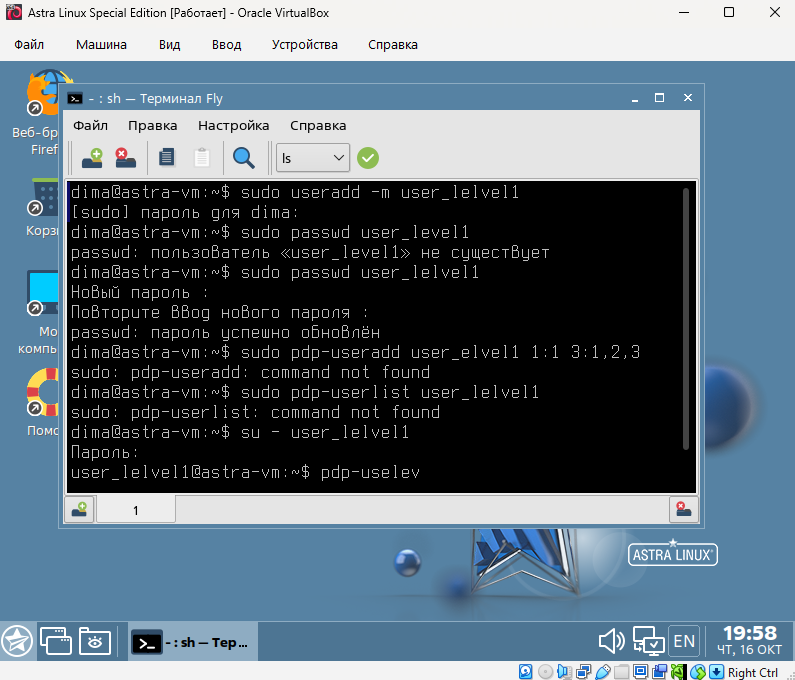 Astra Linux Special Edition [Работает] - Oracle VirtualBox
Файл Машина Вид Ввод Устройства Справка
Веб-бр
Firef
Корз
Мо
компь
Помо
- : sh — Терминал Fly
Файл Правка Настройка Справка
ls
dima@astra-vm:~$ sudo useradd -m user_lelvel1
[sudo] пароль для dima:
dima@astra-vm:~$ sudo passwd user_level1
passwd: пользователь «user_level1» не существует
dima@astra-vm:~$ sudo passwd user_lelvel1
Новый пароль :
Повторите ввод нового пароля :
passwd: пароль успешно обновлён
dima@astra-vm:~$ sudo pdp-useradd user_elvel1 1:1 3:1,2,3
sudo: pdp-useradd: command not found
dima@astra-vm:~$ sudo pdp-userlist user_lelvel1
sudo: pdp-userlist: command not found
dima@astra-vm:~$ su - user_lelvel1
Пароль:
user_lelvel1@astra-vm:~$ pdp-uselev
1
ASTRA LINUX®
- : sh — Тер...
EN
19:58
ЧТ, 16 ОКТ
Right Ctrl